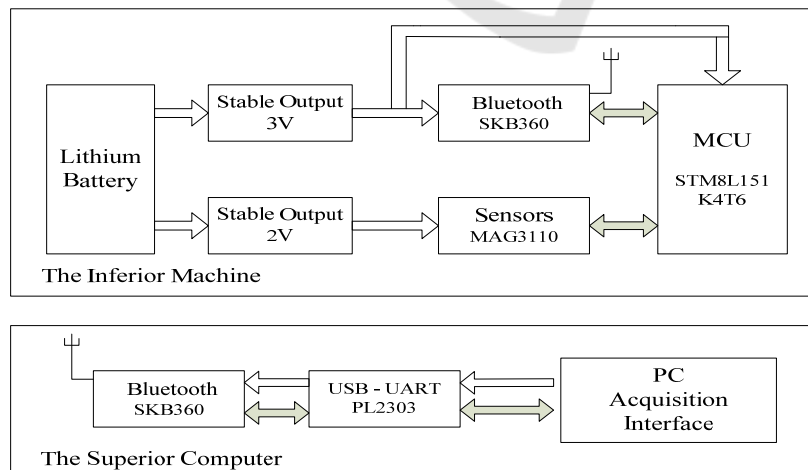 Lithium
Battery
Stable Output
3V
Stable Output
2V
Bluetooth
SKB360
Sensors
MAG3110
MCU
STM8L151
K4T6
The Inferior Machine
Bluetooth
SKB360
USB - UART
PL2303
PC
Acquisition
Interface
The Superior Computer